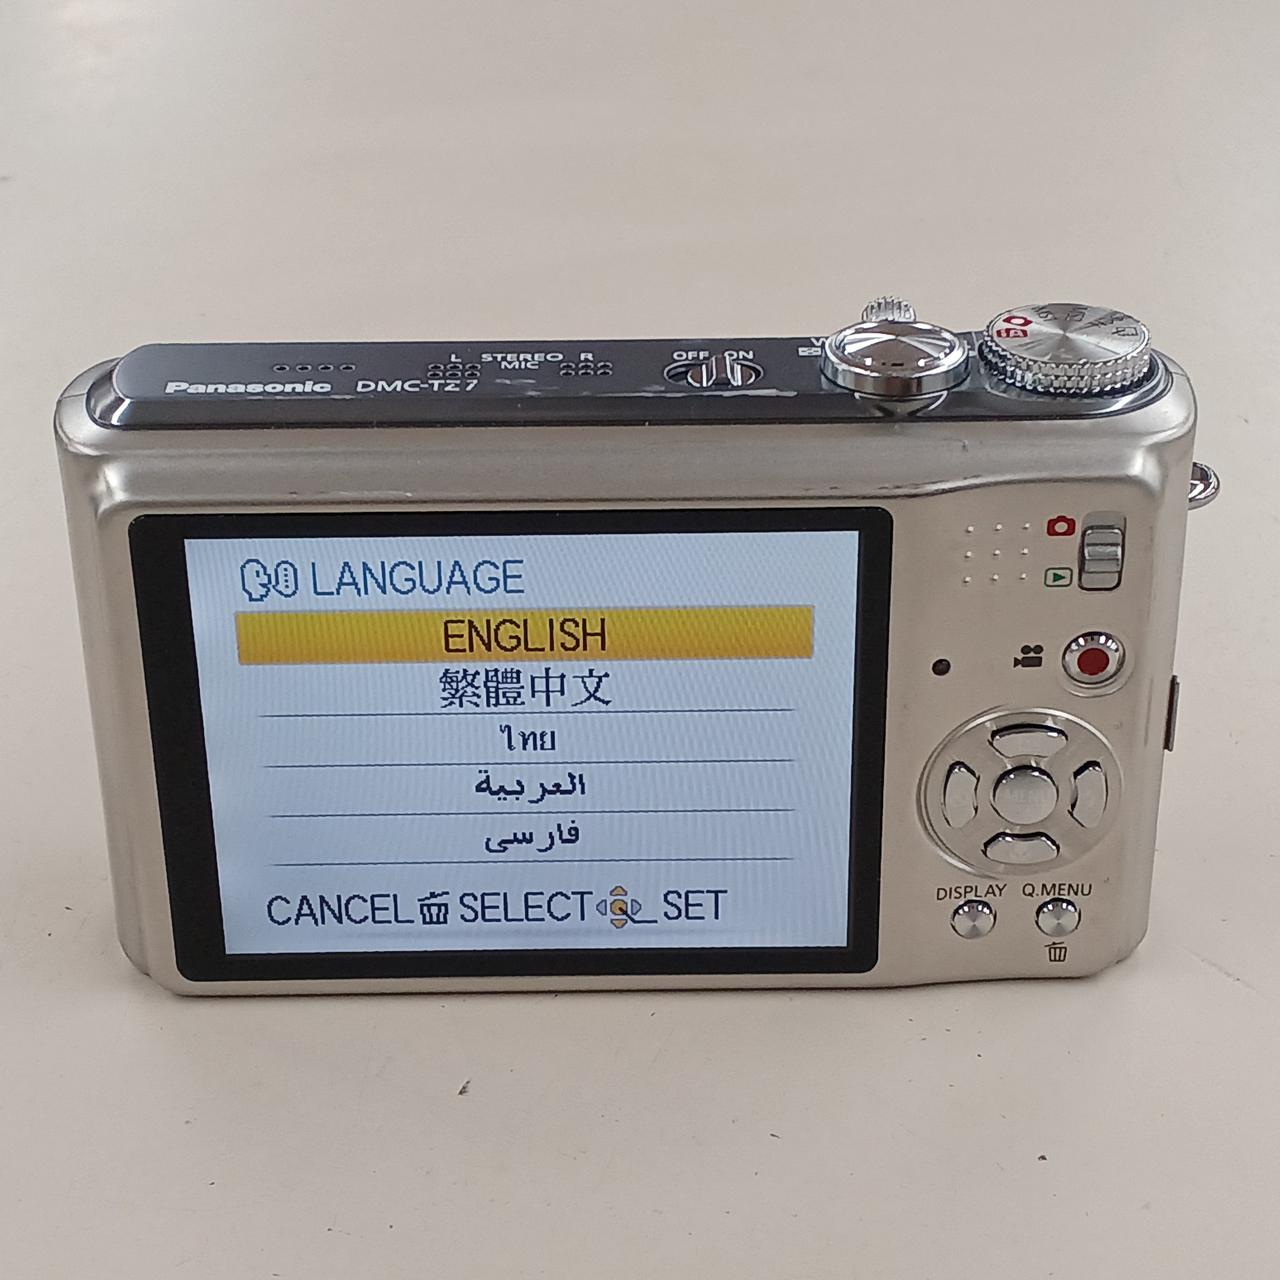 L STEREO R
MIC
OFF ON
W
Panasonic DMC-TZ7
LANGUAGE
ENGLISH
繁體中文
ไทย
العربية
فارسی
CANCEL SELECT SET
DISPLAY Q.MENU